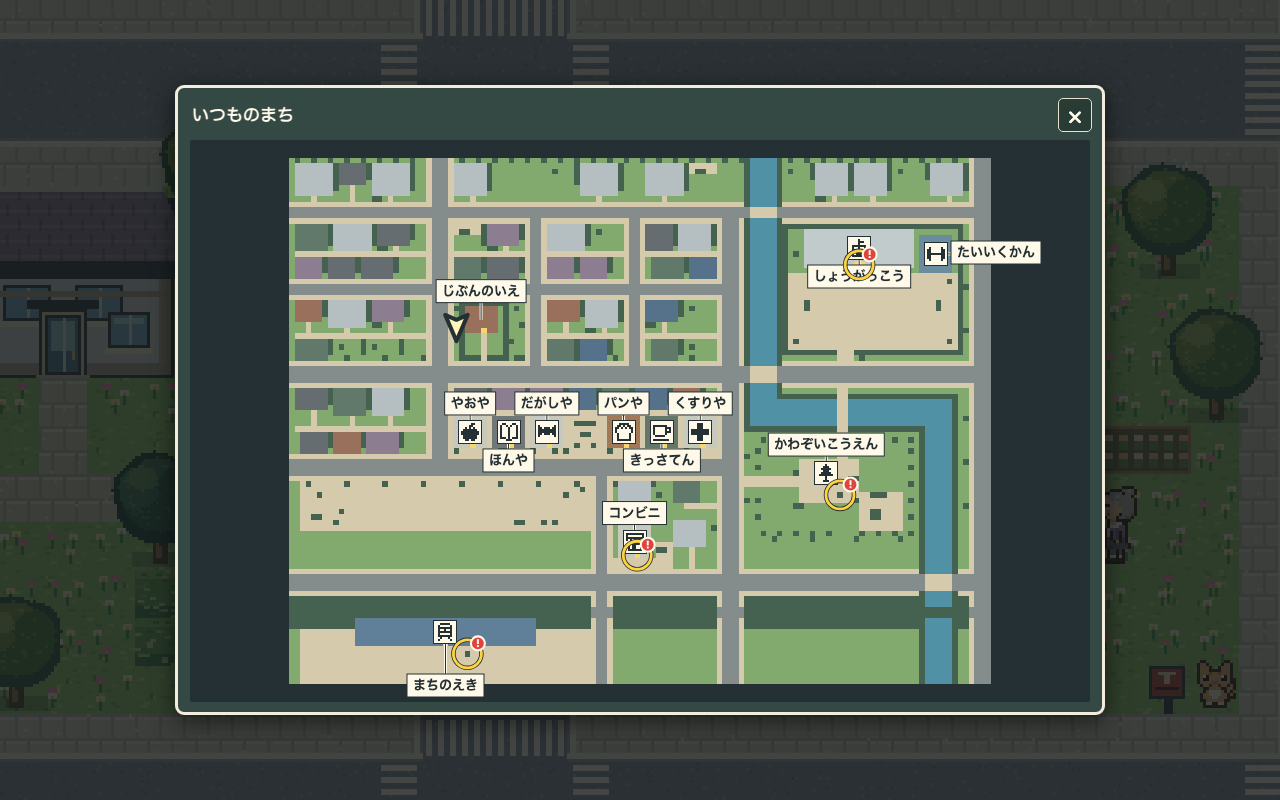 いつものまち
たいいくかん
しょうがっこう
じぶんのいえ
やおや
だがしや
パンや
くすりや
ほんや
きっさてん
かわぞいこうえん
コンビニ
まちのえき